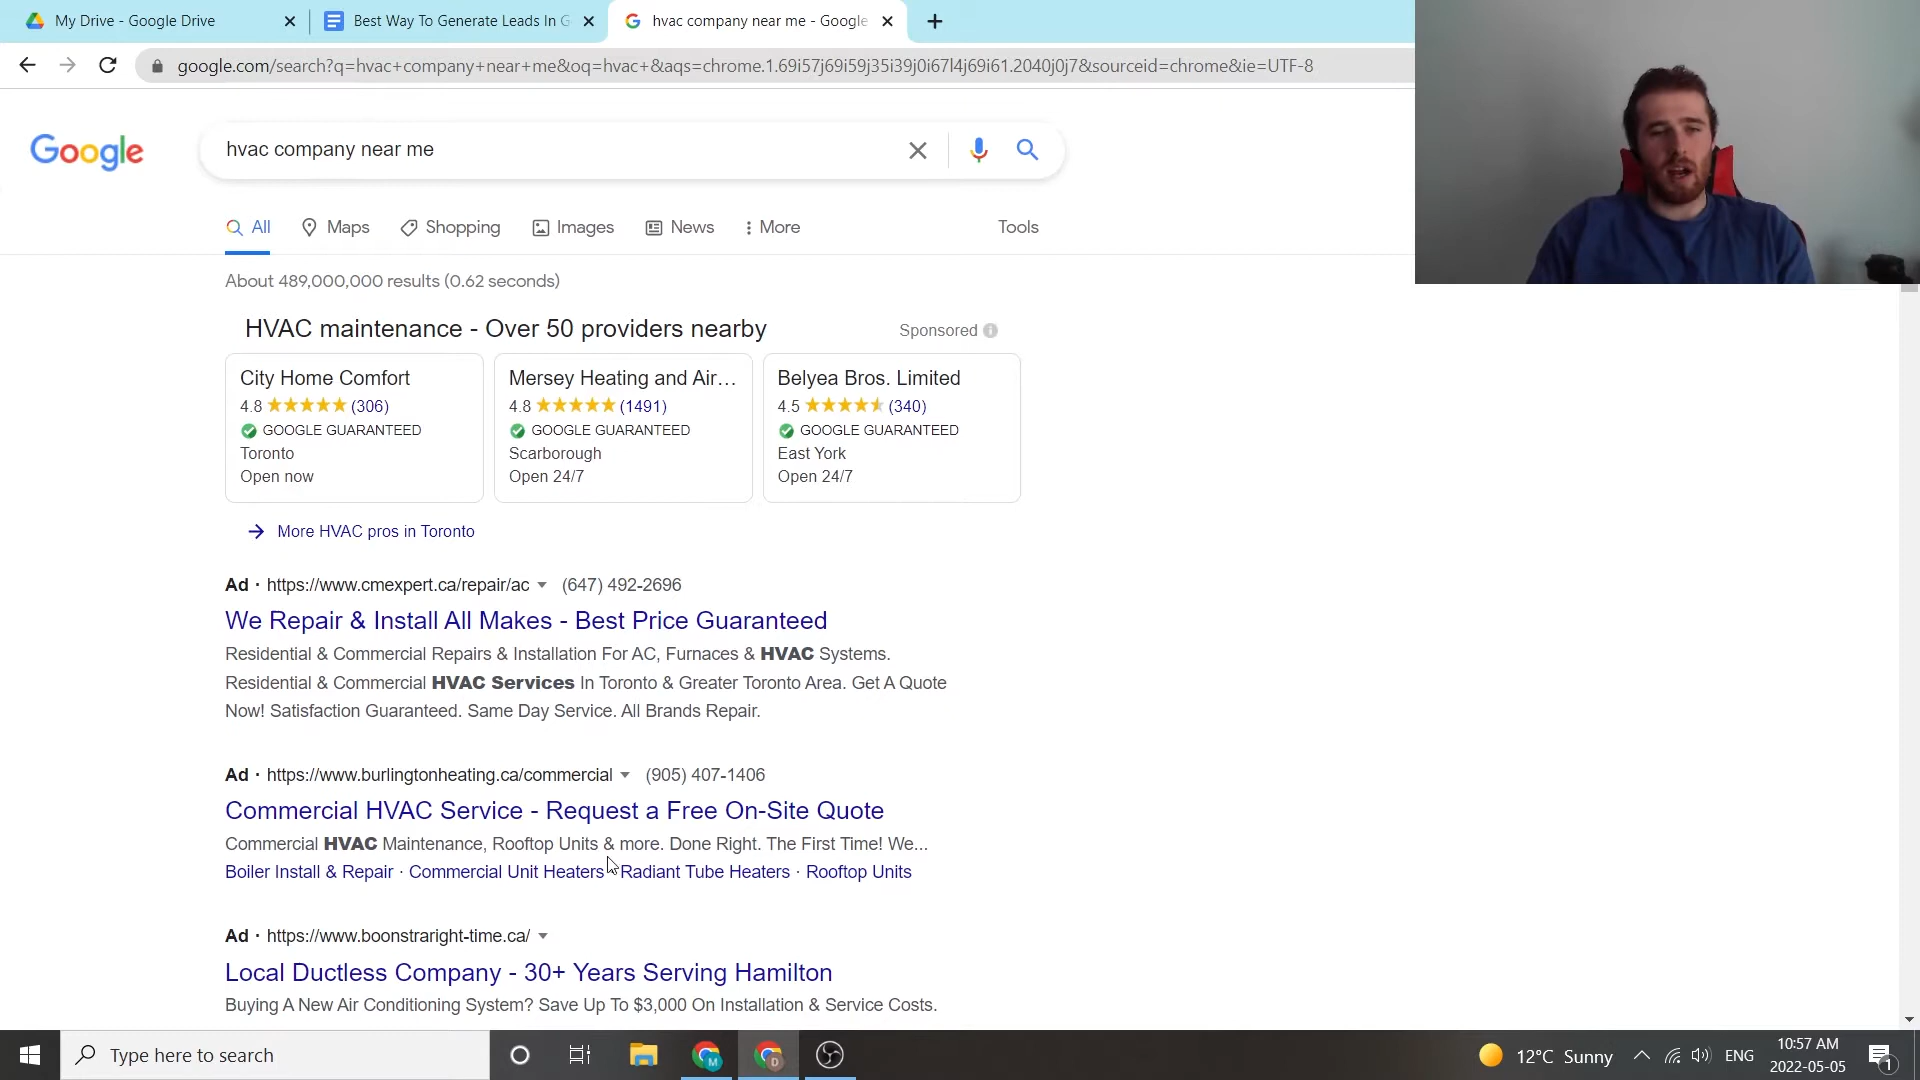 My Drive - Google Drive
Best Way To Generate Leads In G
hvac company near me - Google
google.com/search?q=hvac+company+near+me&oq=hvac+&aqs=chrome.1.69i57j69i59j35i39j0i67l4j69i61.2040j0j7&sourceid=chrome&ie=UTF-8
Google
hvac company near me
All
Maps
Shopping
Images
News
More
Tools
About 489,000,000 results (0.62 seconds)
HVAC maintenance - Over 50 providers nearby
Sponsored
City Home Comfort
4.8 (306)
GOOGLE GUARANTEED
Toronto
Open now
Mersey Heating and Air…
4.8 (1491)
GOOGLE GUARANTEED
Scarborough
Open 24/7
Belyea Bros. Limited
4.5 (340)
GOOGLE GUARANTEED
East York
Open 24/7
More HVAC pros in Toronto
Ad · https://www.cmexpert.ca/repair/ac (647) 492-2696
We Repair & Install All Makes - Best Price Guaranteed
Residential & Commercial Repairs & Installation For AC, Furnaces & HVAC Systems.
Residential & Commercial HVAC Services In Toronto & Greater Toronto Area. Get A Quote
Now! Satisfaction Guaranteed. Same Day Service. All Brands Repair.
Ad · https://www.burlingtonheating.ca/commercial (905) 407-1406
Commercial HVAC Service - Request a Free On-Site Quote
Commercial HVAC Maintenance, Rooftop Units & more. Done Right. The First Time! We...
Boiler Install & Repair · Commercial Unit Heaters · Radiant Tube Heaters · Rooftop Units
Ad · https://www.boonstraright-time.ca/
Local Ductless Company - 30+ Years Serving Hamilton
Buying A New Air Conditioning System? Save Up To $3,000 On Installation & Service Costs.
Type here to search
M
D
12°C Sunny
ENG
10:57 AM
2022-05-05
1